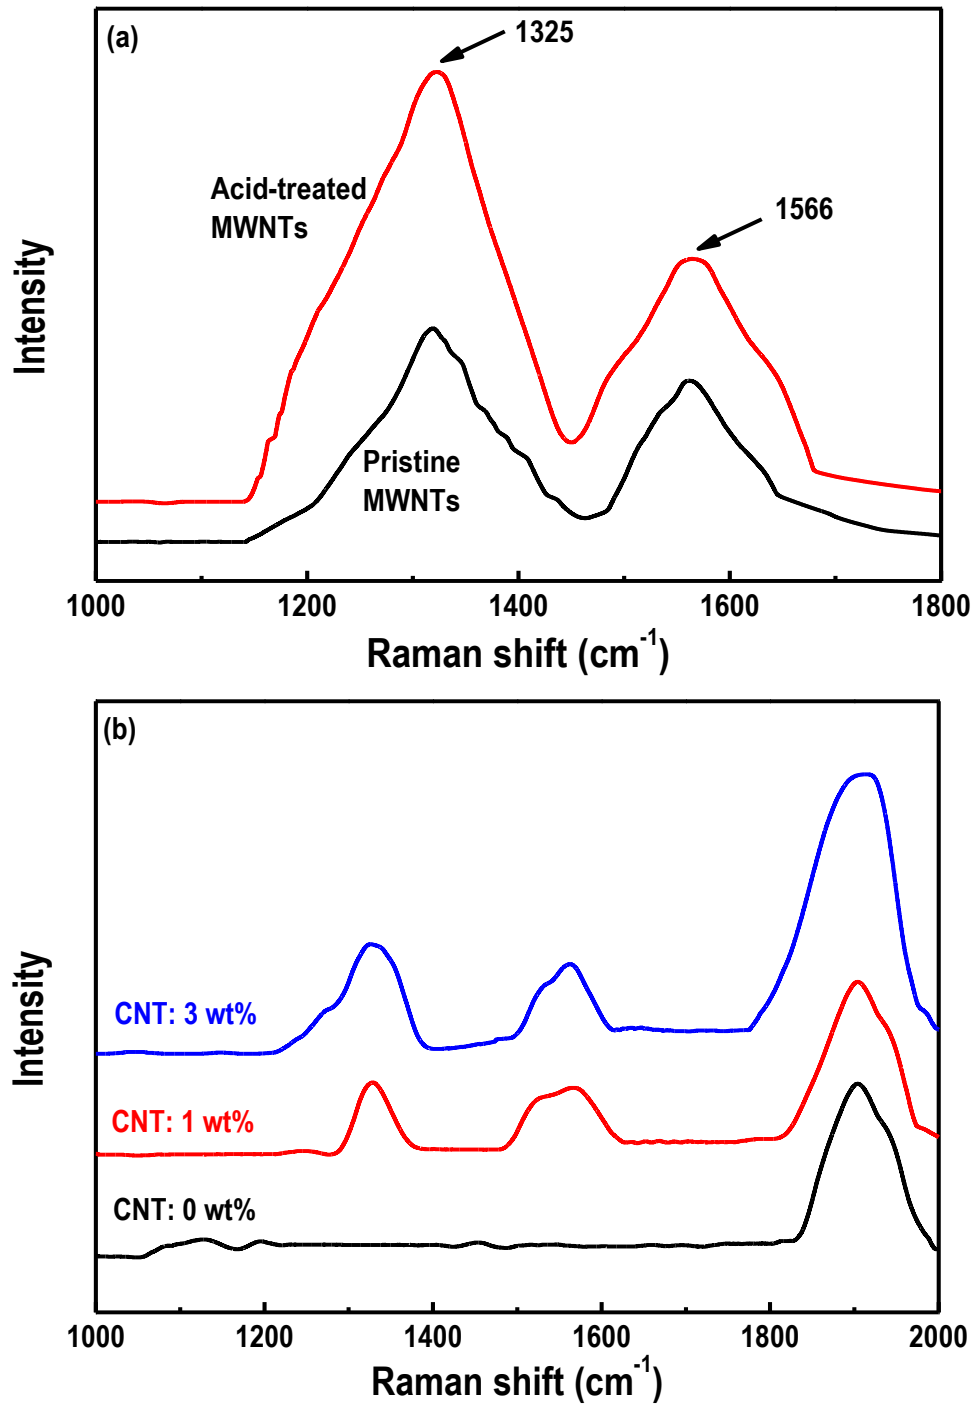 (a)
1325
Acid-treated
MWNTs
1566
Pristine
MWNTs
Intensity
1000 1200 1400 1600 1800
Raman shift (cm⁻¹)
(b)
CNT: 3 wt%
CNT: 1 wt%
CNT: 0 wt%
Intensity
1000 1200 1400 1600 1800 2000
Raman shift (cm⁻¹)